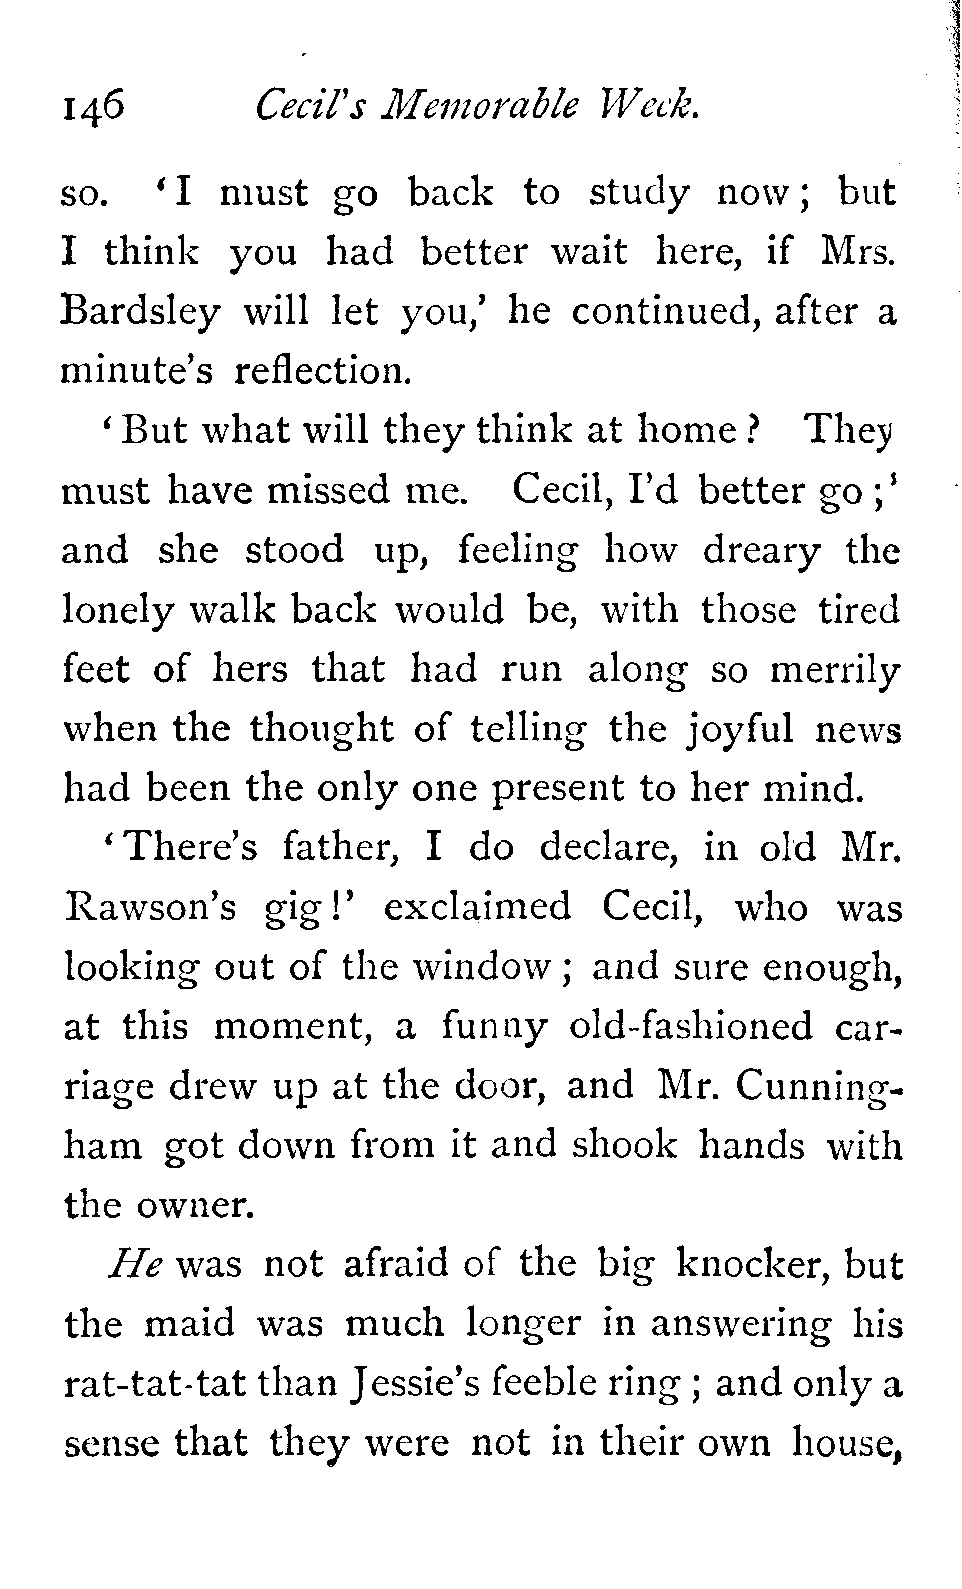 146 Cecil's Memorable Week.
so. 'I must go back to study now; but
I think you had better wait here, if Mrs.
Bardsley will let you,' he continued, after a
minute's reflection.
'But what will they think at home? They
must have missed me. Cecil, I'd better go;'
and she stood up, feeling how dreary the
lonely walk back would be, with those tired
feet of hers that had run along so merrily
when the thought of telling the joyful news
had been the only one present to her mind.
'There's father, I do declare, in old Mr.
Rawson's gig!' exclaimed Cecil, who was
looking out of the window; and sure enough,
at this moment, a funny old-fashioned car-
riage drew up at the door, and Mr. Cunning-
ham got down from it and shook hands with
the owner.
He was not afraid of the big knocker, but
the maid was much longer in answering his
rat-tat-tat than Jessie's feeble ring; and only a
sense that they were not in their own house,